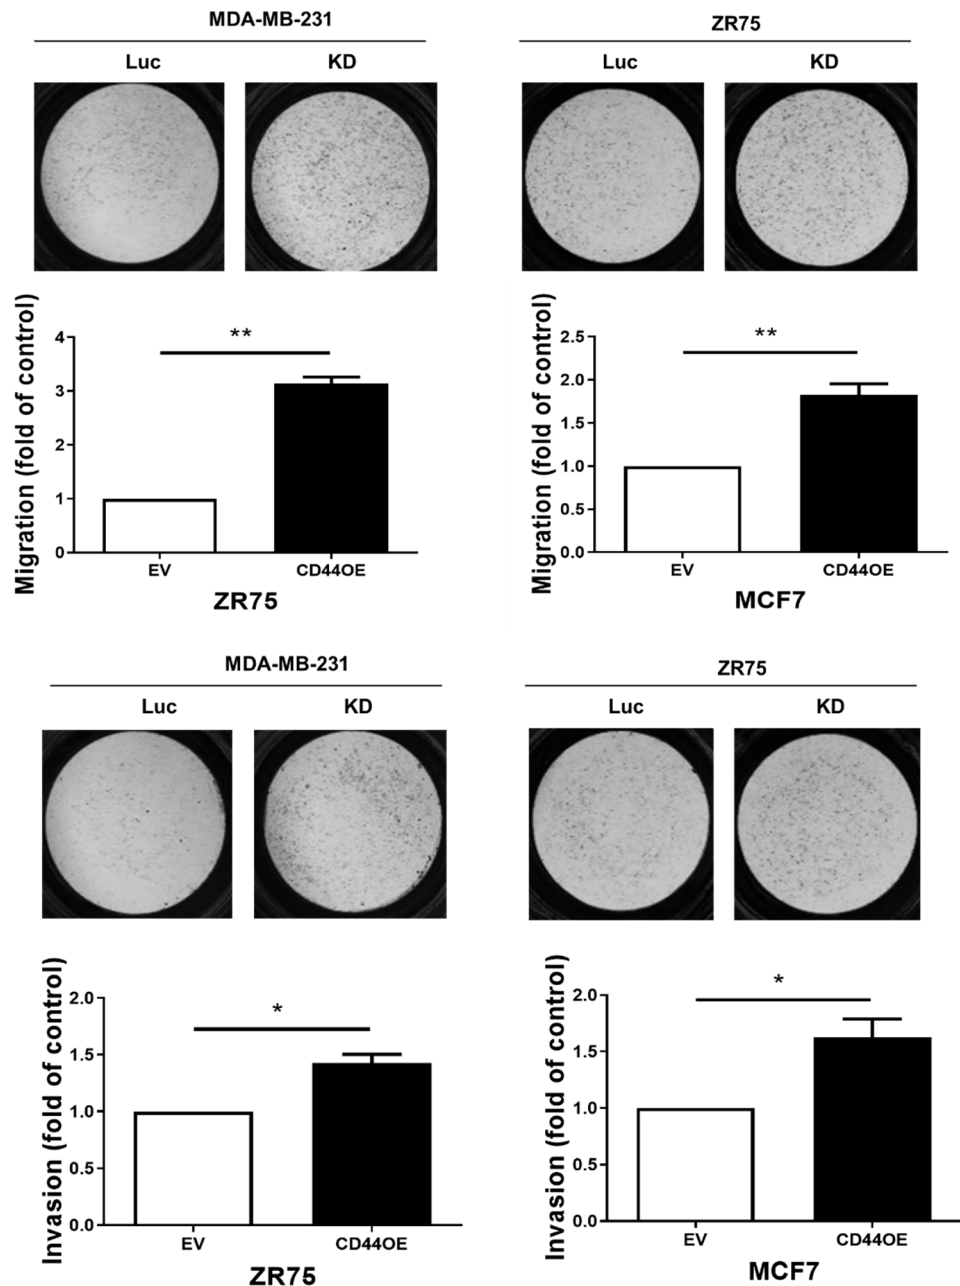 MDA-MB-231
ZR75
Luc
KD
Luc
KD
Migration (fold of control)
4
3
2
1
0
**
EV
CD44OE
ZR75
Migration (fold of control)
2.5
2.0
1.5
1.0
0.5
0.0
**
EV
CD44OE
MCF7
MDA-MB-231
ZR75
Luc
KD
Luc
KD
Invasion (fold of control)
2.0
1.5
1.0
0.5
0.0
*
EV
CD44OE
ZR75
Invasion (fold of control)
2.0
1.5
1.0
0.5
0.0
*
EV
CD44OE
MCF7